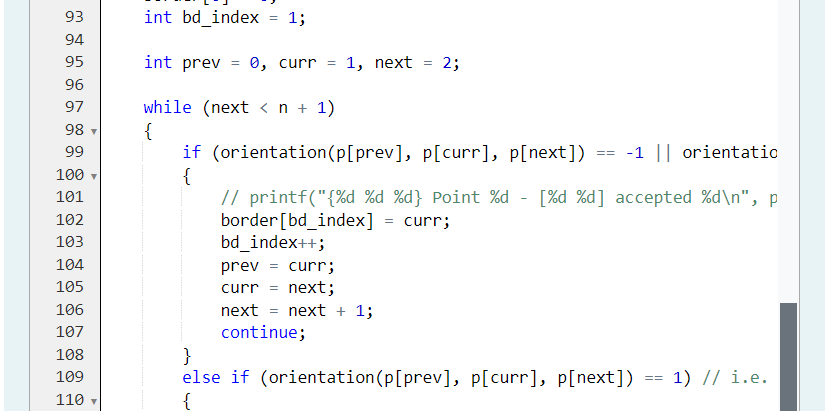 93 int bd_index = 1;
94
95 int prev = 0, curr = 1, next = 2;
96
97 while (next < n + 1)
98 {
99 if (orientation(p[prev], p[curr], p[next]) == -1 || orientatio
100 {
101 // printf("{%d %d %d} Point %d - [%d %d] accepted %d\n", p
102 border[bd_index] = curr;
103 bd_index++;
104 prev = curr;
105 curr = next;
106 next = next + 1;
107 continue;
108 }
109 else if (orientation(p[prev], p[curr], p[next]) == 1) // i.e.
110 {